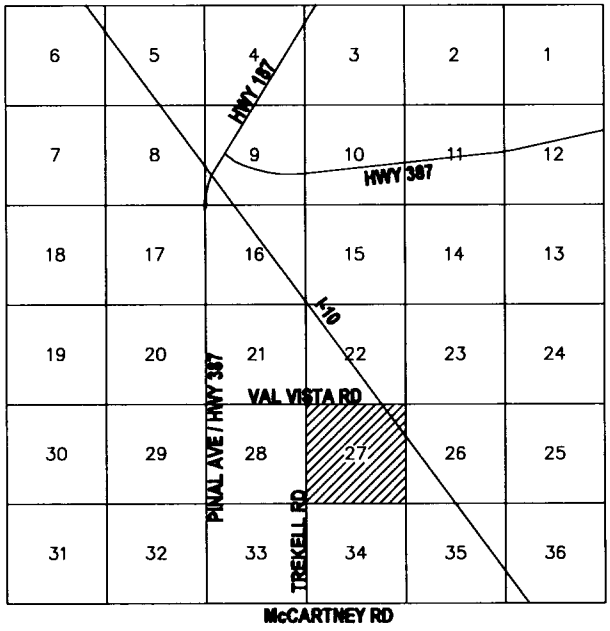 6 5 4 3 2 1
HWY 187
7 8 9 10 11 12
HWY 387
18 17 16 15 14 13
I-10
19 20 21 22 23 24
PINAL AVE / HWY 387
VAL VISTA RD
30 29 28 27 26 25
TREKELL RD
31 32 33 34 35 36
McCARTNEY RD